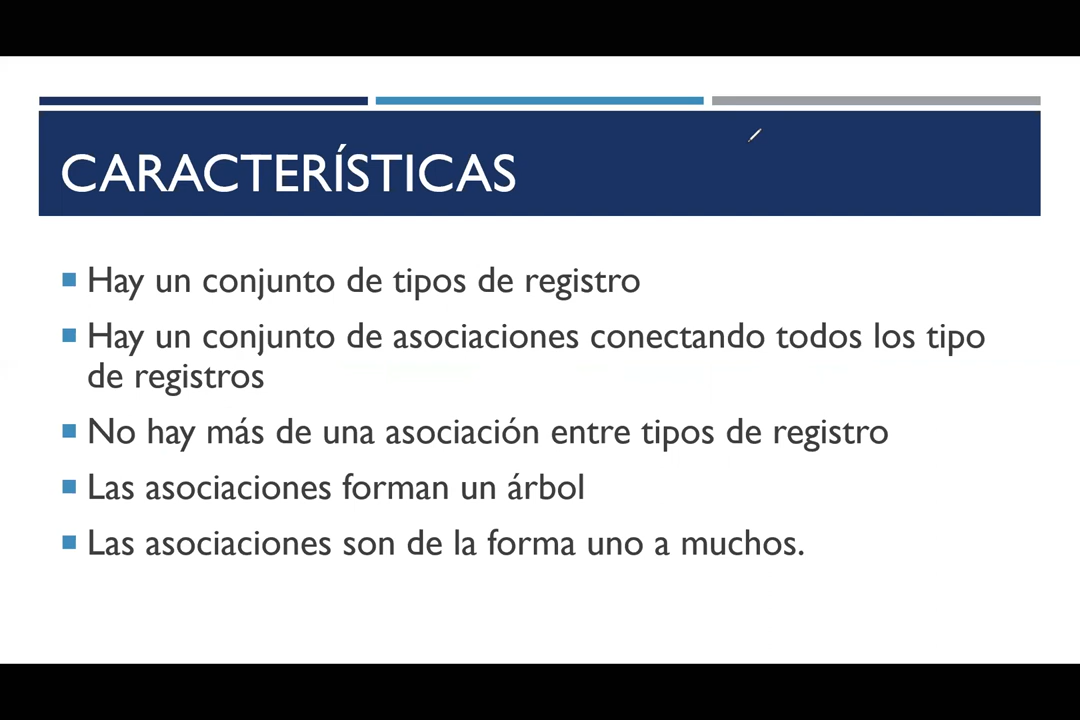 CARACTERÍSTICAS
Hay un conjunto de tipos de registro
Hay un conjunto de asociaciones conectando todos los tipo
de registros
No hay más de una asociación entre tipos de registro
Las asociaciones forman un árbol
Las asociaciones son de la forma uno a muchos.